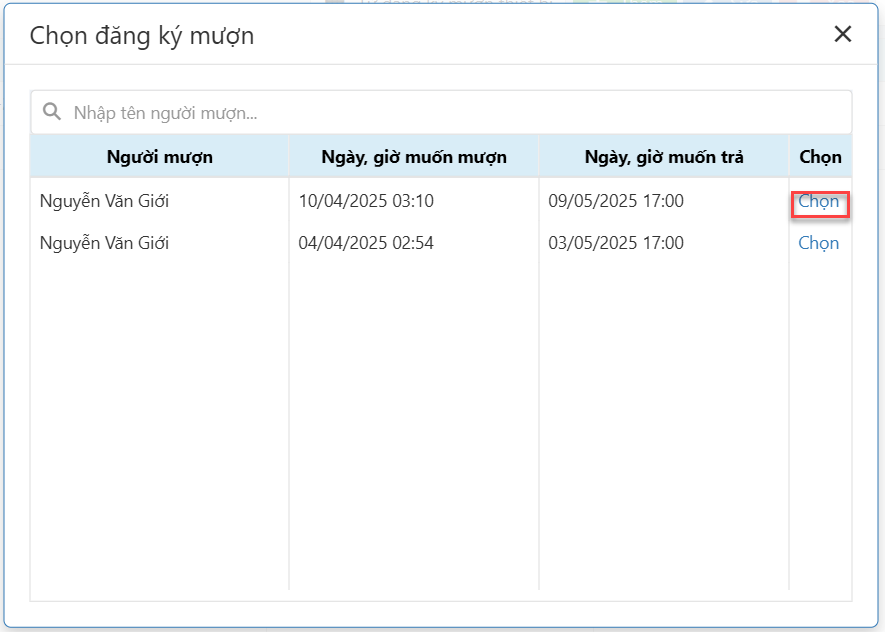 Chọn đăng ký mượn
Nhập tên người mượn...
Người mượn Ngày, giờ muốn mượn Ngày, giờ muốn trả Chọn
Nguyễn Văn Giới 10/04/2025 03:10 09/05/2025 17:00 Chọn
Nguyễn Văn Giới 04/04/2025 02:54 03/05/2025 17:00 Chọn